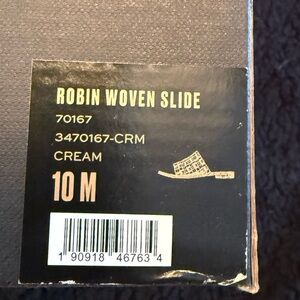 ROBIN WOVEN SLIDE
70167
3470167-CRM
CREAM
10 M
1 90918 46763 4